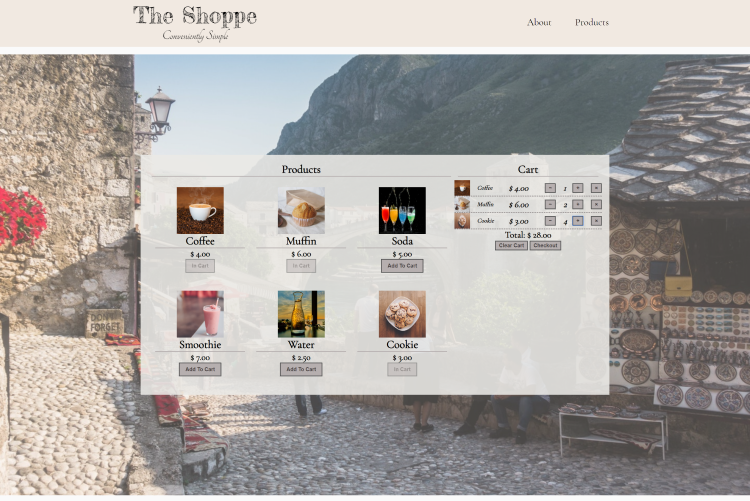 The Shoppe
Conveniently Simple
About
Products
Products
Coffee
$ 4.00
In Cart
Muffin
$ 6.00
In Cart
Soda
$ 5.00
Add To Cart
Smoothie
$ 7.00
Add To Cart
Water
$ 2.50
Add To Cart
Cookie
$ 3.00
In Cart
Cart
Coffee $ 4.00 - 1 + ×
Muffin $ 6.00 - 2 + ×
Cookie $ 3.00 - 4 + ×
Total: $ 28.00
Clear Cart Checkout
DON'T
FORGET